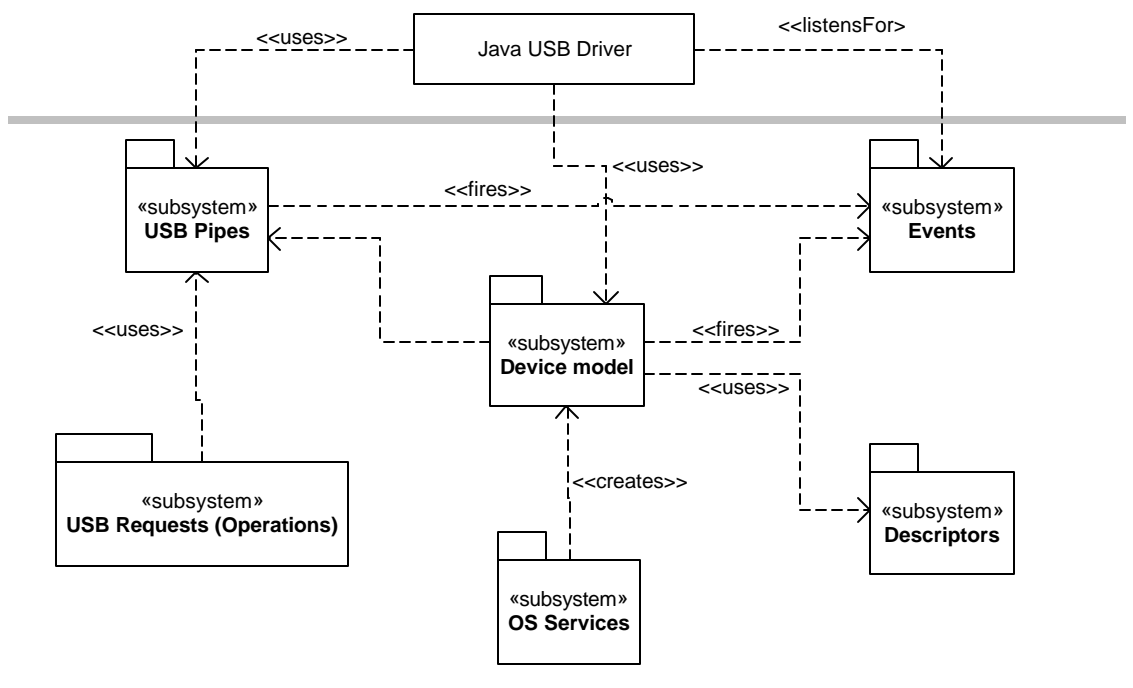 <<uses>>
Java USB Driver
<<listensFor>
<<uses>>
<<fires>>
«subsystem»
USB Pipes
«subsystem»
Events
<<uses>>
«subsystem»
Device model
<<fires>>
<<uses>>
«subsystem»
USB Requests (Operations)
<<creates>>
«subsystem»
Descriptors
«subsystem»
OS Services